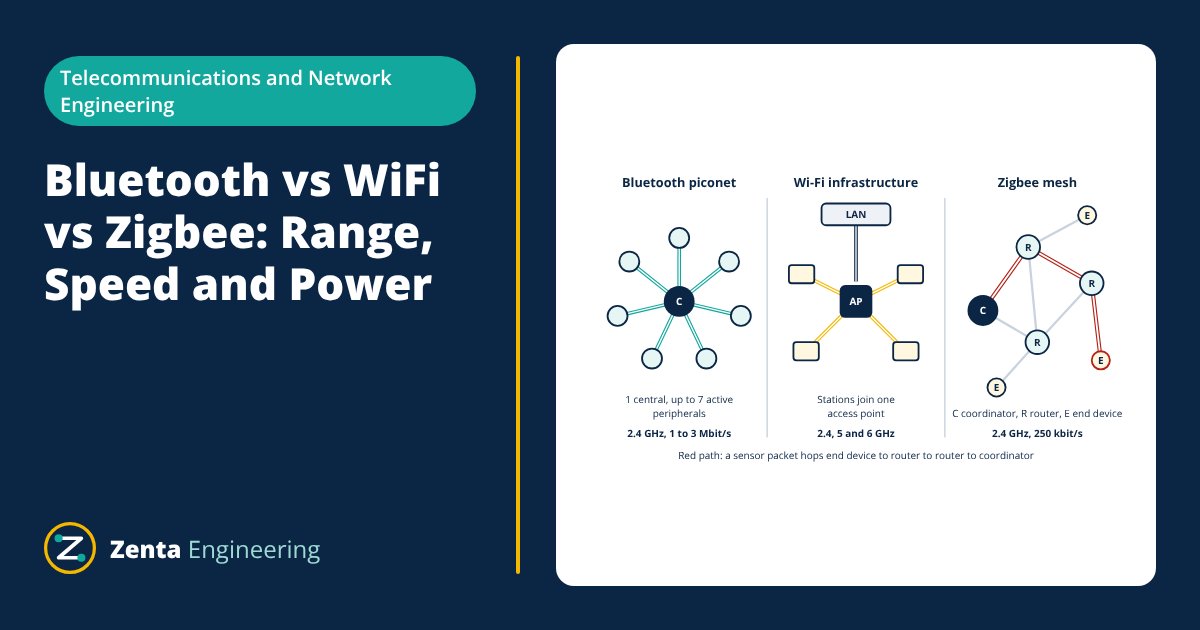 Telecommunications and Network
Engineering
Bluetooth vs WiFi
vs Zigbee: Range,
Speed and Power
Zenta Engineering
Bluetooth piconet
C
1 central, up to 7 active
peripherals
2.4 GHz, 1 to 3 Mbit/s
Wi-Fi infrastructure
LAN
AP
Stations join one
access point
2.4, 5 and 6 GHz
Zigbee mesh
E
R
R
C
R
E
E
C coordinator, R router, E end device
2.4 GHz, 250 kbit/s
Red path: a sensor packet hops end device to router to router to coordinator